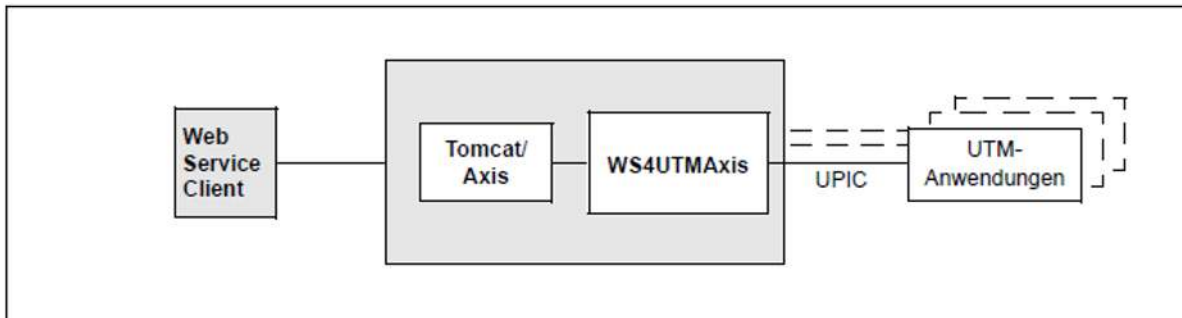 Web
Service
Client
Tomcat/
Axis
WS4UTMAxis
UPIC
UTM-
Anwendungen